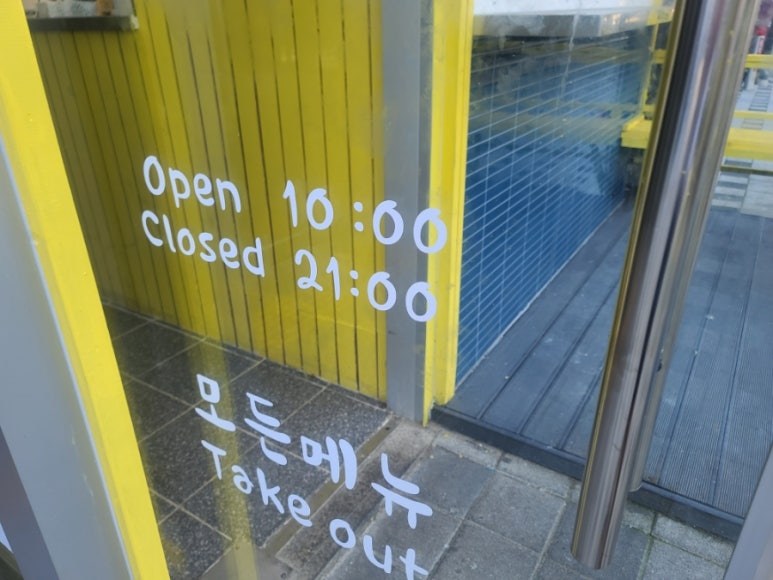 Open 10:00
Closed 21:00
모든메뉴
Take out